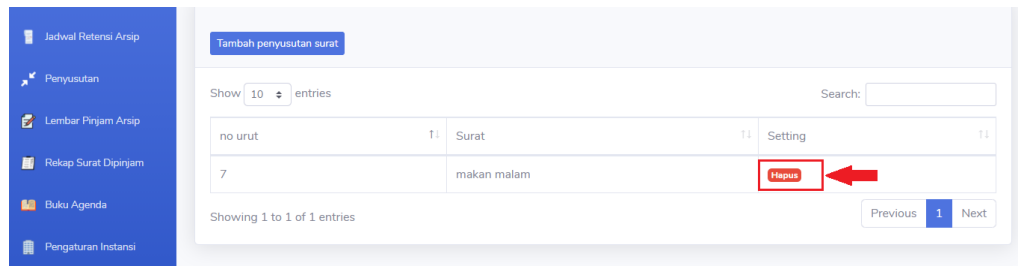 Jadwal Retensi Arsip
Tambah penyusutan surat
Penyusutan
Show 10 entries
Search:
Lembar Pinjam Arsip
no urut Surat Setting
Rekap Surat Dipinjam
7 makan malam Hapus
Buku Agenda
Showing 1 to 1 of 1 entries
Previous 1 Next
Pengaturan Instansi